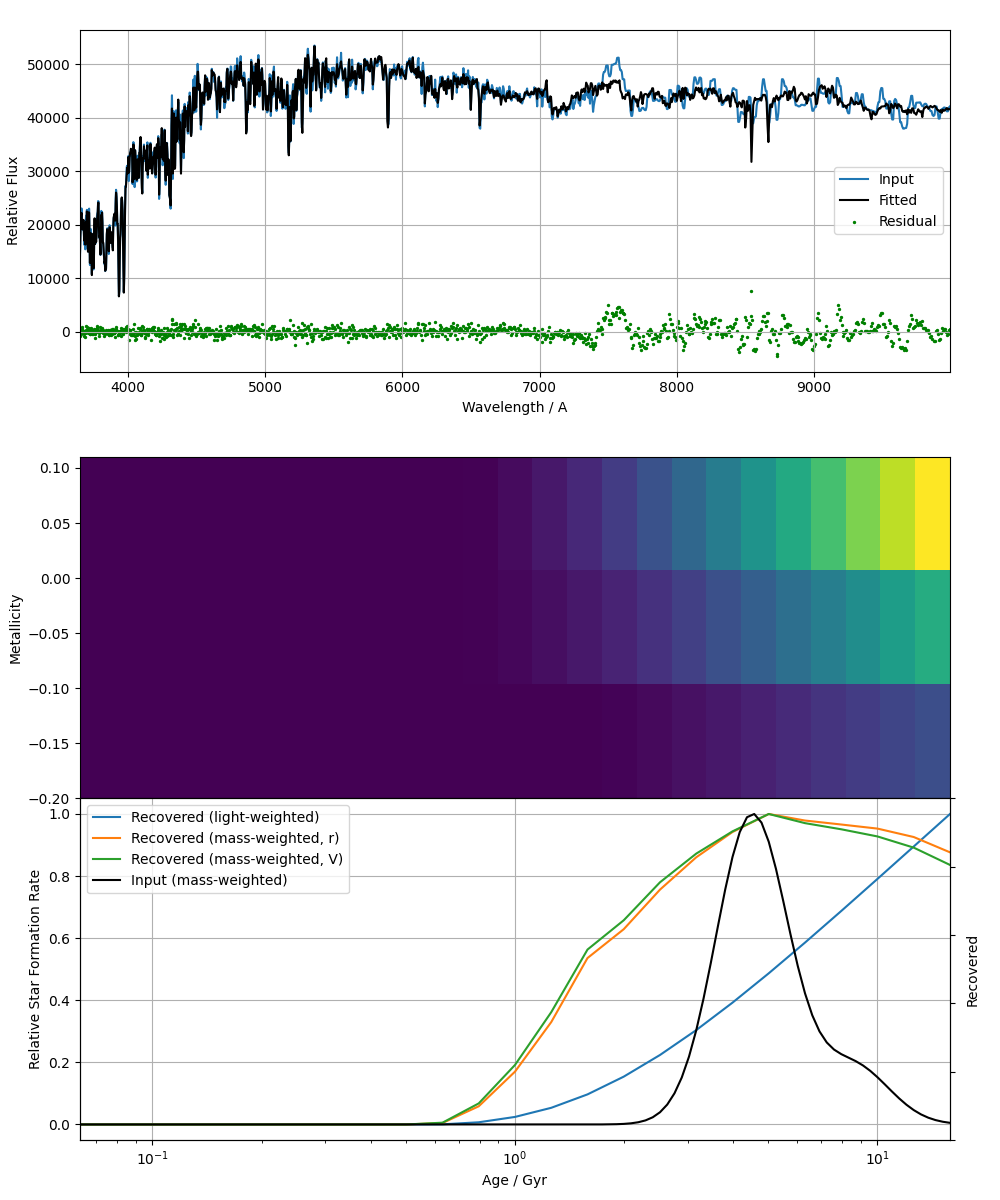 50000
40000
30000
20000
10000
0
Relative Flux
Input
Fitted
Residual
4000 5000 6000 7000 8000 9000
Wavelength / A
0.10
0.05
0.00
−0.05
−0.10
−0.15
−0.20
Metallicity
1.0
0.8
0.6
0.4
0.2
0.0
Relative Star Formation Rate
Recovered (light-weighted)
Recovered (mass-weighted, r)
Recovered (mass-weighted, V)
Input (mass-weighted)
Recovered
10⁻¹ 10⁰ 10¹
Age / Gyr